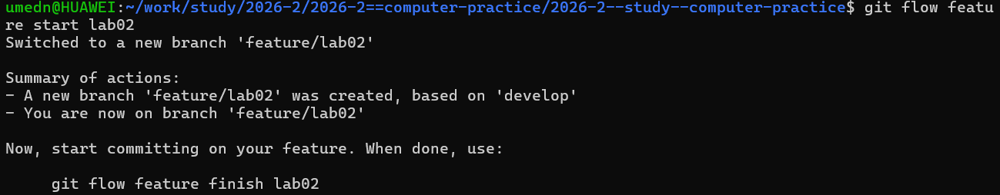 umedn@HUAWEI:~/work/study/2026-2/2026-2==computer-practice/2026-2--study--computer-practice$ git flow featu
re start lab02
Switched to a new branch 'feature/lab02'
Summary of actions:
- A new branch 'feature/lab02' was created, based on 'develop'
- You are now on branch 'feature/lab02'
Now, start committing on your feature. When done, use:
git flow feature finish lab02